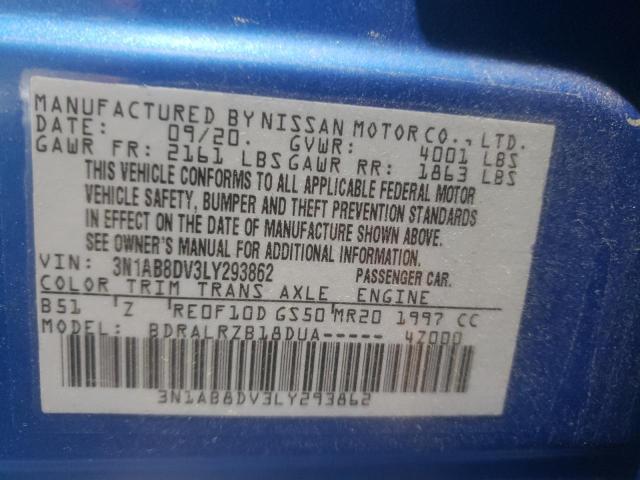 MANUFACTURED BY NISSAN MOTOR CO., LTD.
DATE: 09/20. GVWR: 4001 LBS
GAWR FR: 2161 LBS GAWR RR: 1863 LBS
THIS VEHICLE CONFORMS TO ALL APPLICABLE FEDERAL MOTOR
VEHICLE SAFETY, BUMPER AND THEFT PREVENTION STANDARDS
IN EFFECT ON THE DATE OF MANUFACTURE SHOWN ABOVE.
SEE OWNER'S MANUAL FOR ADDITIONAL INFORMATION.
VIN: 3N1AB8DV3LY293862 PASSENGER CAR.
COLOR TRIM TRANS AXLE ENGINE
B51 Z RE0F10D GS50 MR20 1997 CC
MODEL: BDRALRZB18DUA----- 4Z000
3N1AB8DV3LY293862